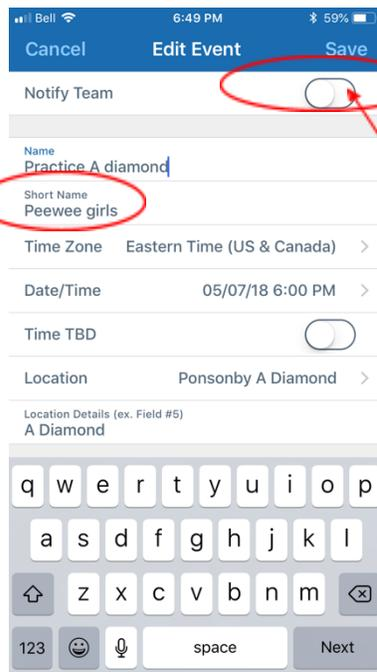 Bell 6:49 PM 59%
Cancel Edit Event Save
Notify Team
Name
Practice A diamond
Short Name
Peewee girls
Time Zone Eastern Time (US & Canada)
Date/Time 05/07/18 6:00 PM
Time TBD
Location Ponsonby A Diamond
Location Details (ex. Field #5)
A Diamond
q w e r t y u i o p
a s d f g h j k l
z x c v b n m
123 space Next